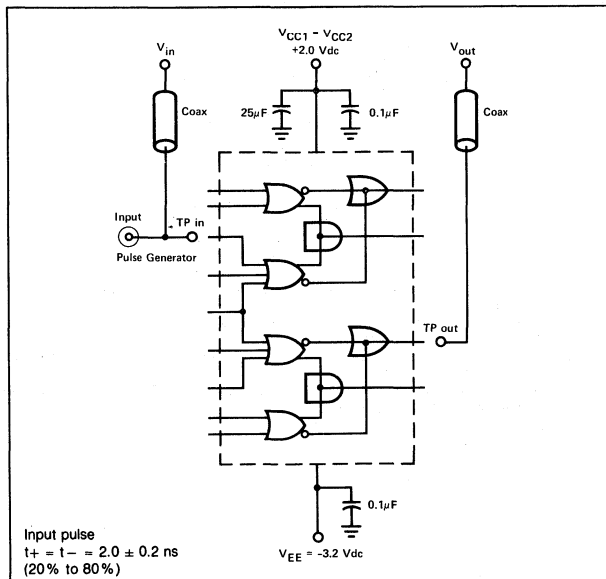 VCC1 - VCC2
+2.0 Vdc
Vin
Vout
Coax
25μF
0.1μF
Coax
Input
TP in
Pulse Generator
TP out
0.1μF
VEE = -3.2 Vdc
Input pulse
t+ = t- = 2.0 ± 0.2 ns
(20% to 80%)